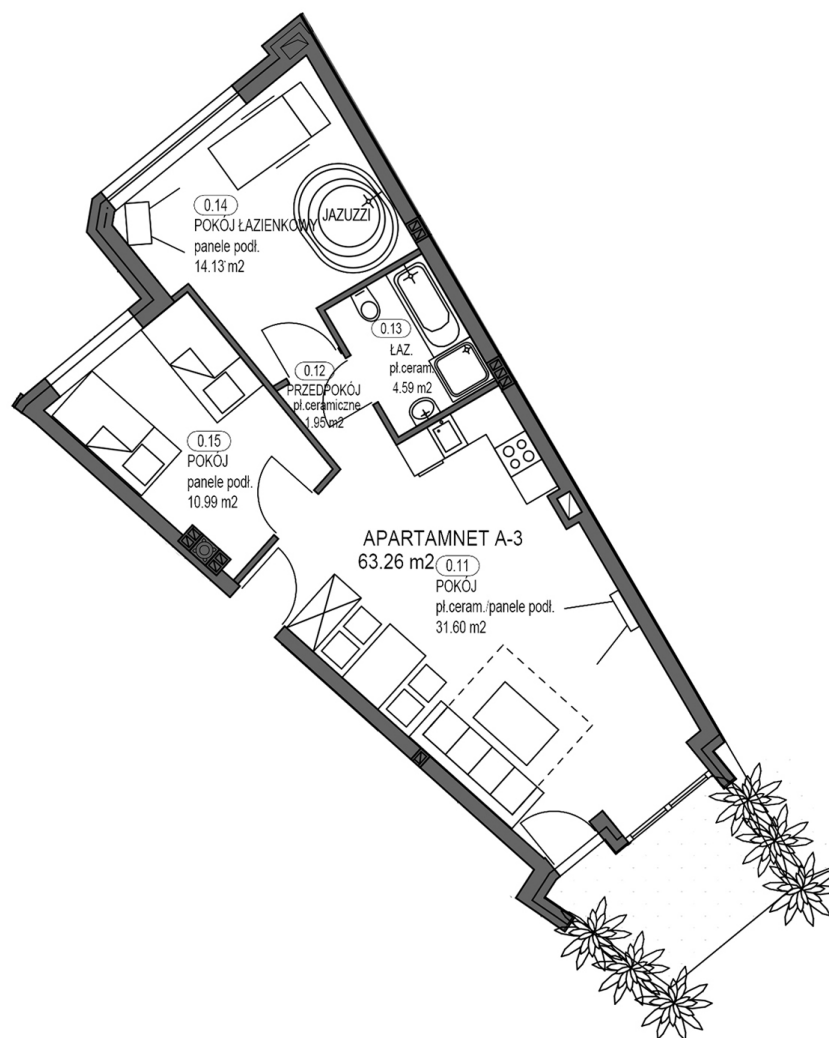 0.14
POKÓJ ŁAZIENKOWY
panele podł.
14.13 m2
JAZUZZI
0.13
ŁAZ.
pł.ceram.
4.59 m2
0.12
PRZEDPOKÓJ
pł.ceramiczne
1.95 m2
0.15
POKÓJ
panele podł.
10.99 m2
APARTAMNET A-3
63.26 m2
0.11
POKÓJ
pł.ceram./panele podł.
31.60 m2